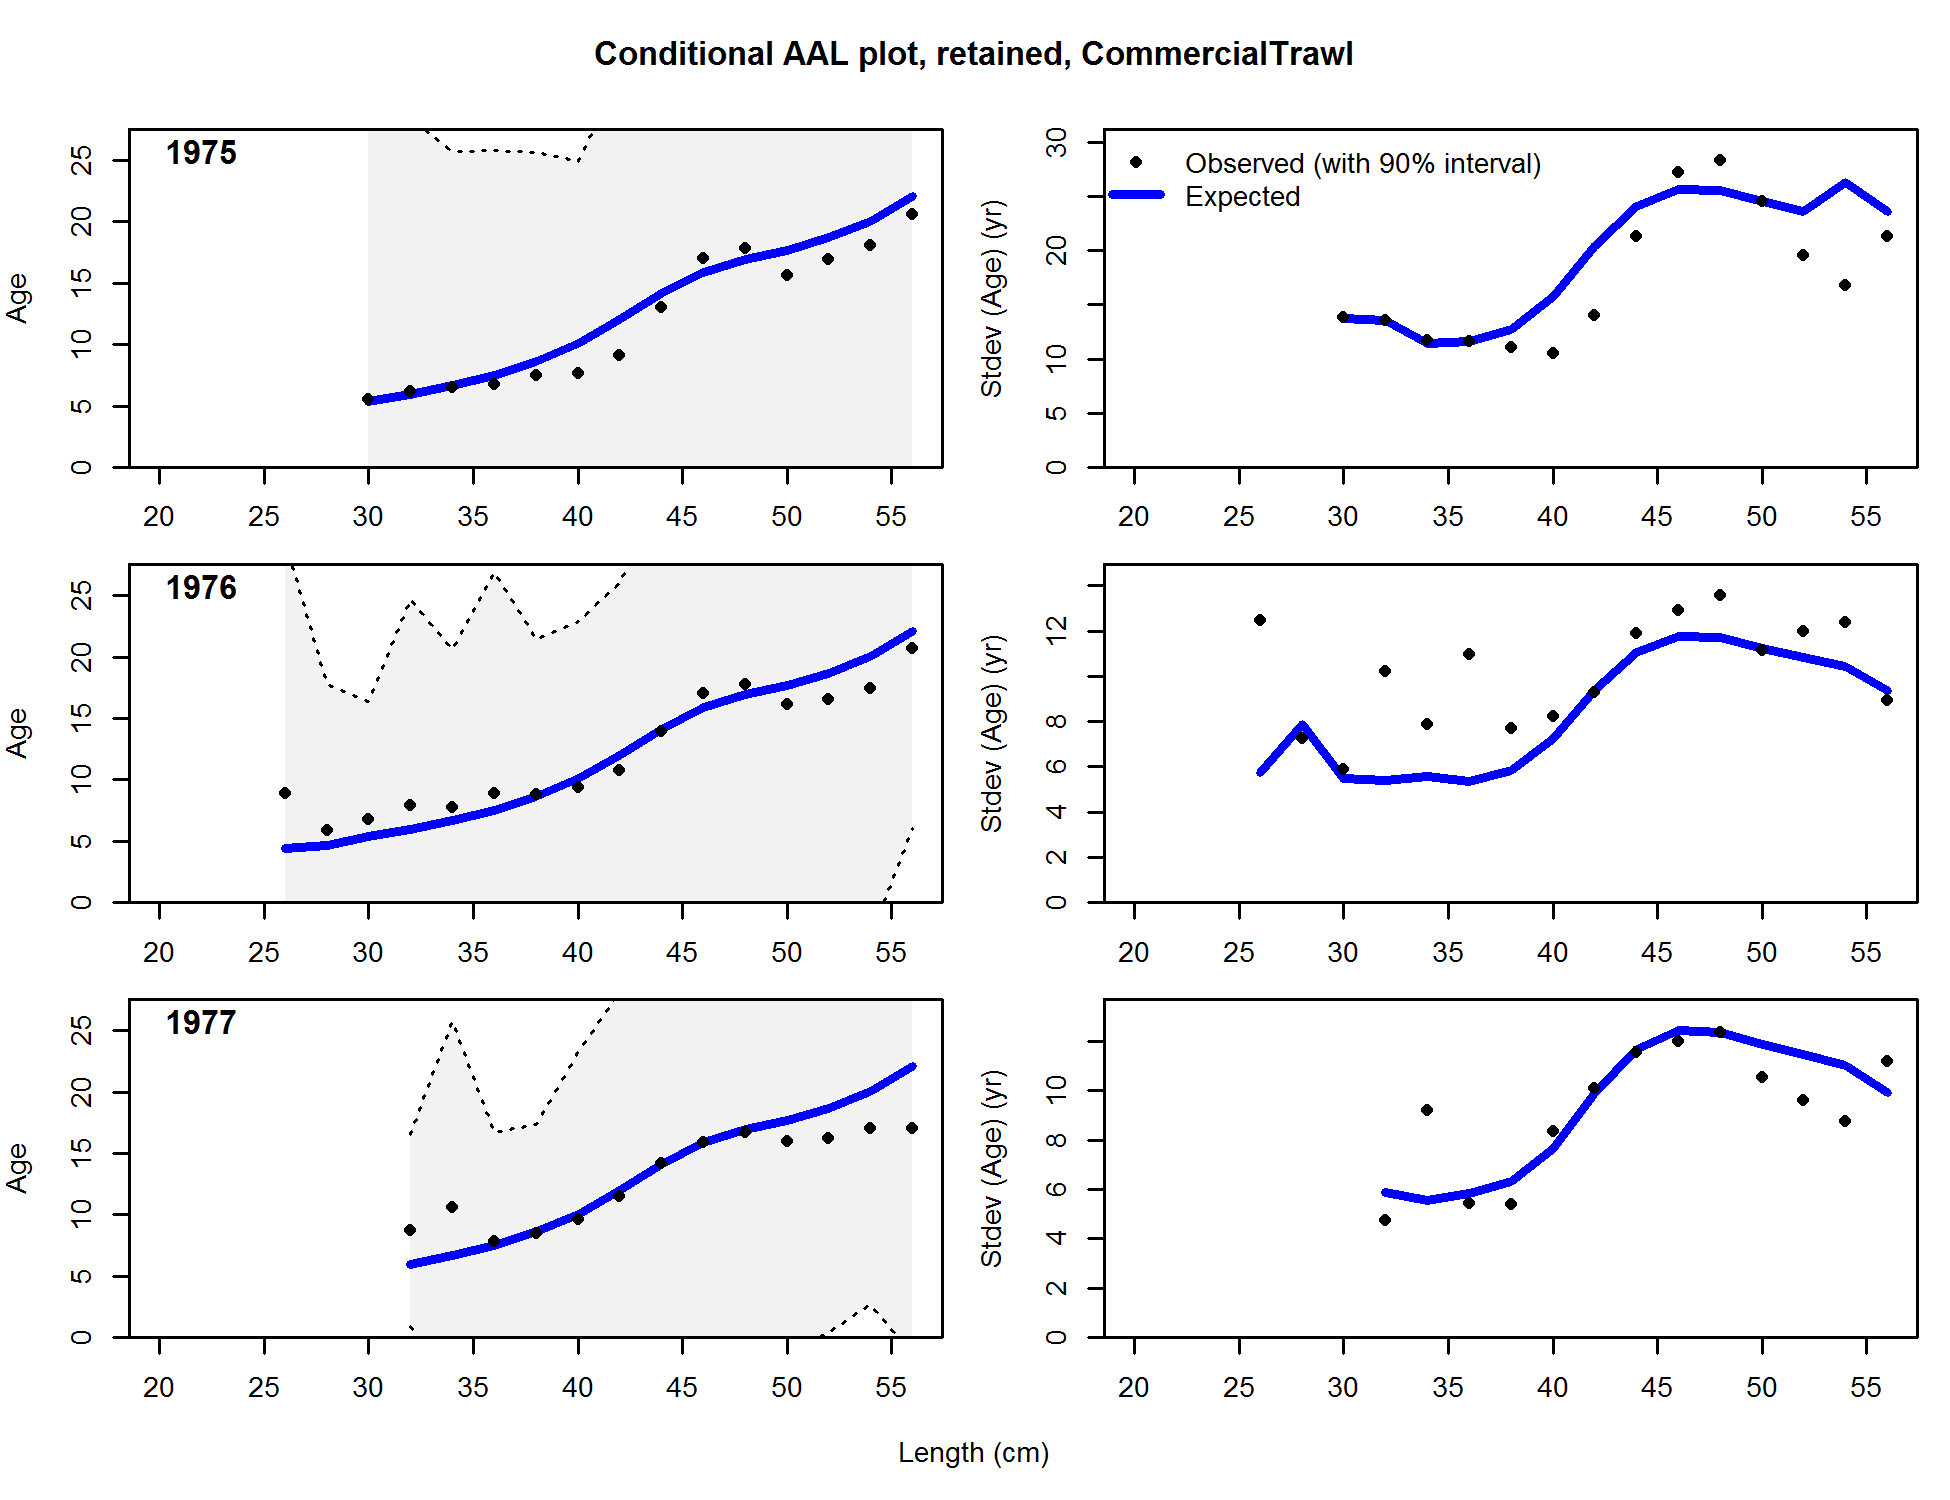 Conditional AAL plot, retained, CommercialTrawl
1975
Age
0 5 10 15 20 25
20 25 30 35 40 45 50 55
Observed (with 90% interval)
Expected
Stdev (Age) (yr)
0 5 10 20 30
20 25 30 35 40 45 50 55
1976
Age
0 5 10 15 20 25
20 25 30 35 40 45 50 55
Stdev (Age) (yr)
0 2 4 6 8 12
20 25 30 35 40 45 50 55
1977
Age
0 5 10 15 20 25
20 25 30 35 40 45 50 55
Stdev (Age) (yr)
0 2 4 6 8 10
20 25 30 35 40 45 50 55
Length (cm)